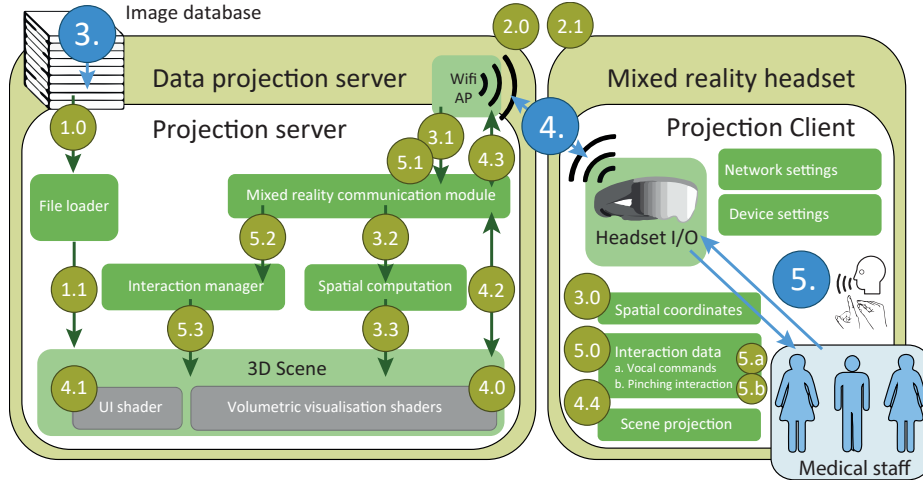 Image database
3.
2.0
2.1
Data projection server
Mixed reality headset
Wifi
AP
1.0
Projection server
3.1
4.
Projection Client
5.1
4.3
Network settings
File loader
Mixed reality communication module
Device settings
5.2
3.2
Headset I/O
1.1
Interaction manager
Spatial computation
4.2
5.
3.0
Spatial coordinates
5.3
3.3
5.0
Interaction data
a. Vocal commands
b. Pinching interaction
5.a
5.b
3D Scene
4.1
4.0
UI shader
Volumetric visualisation shaders
4.4
Scene projection
Medical staff